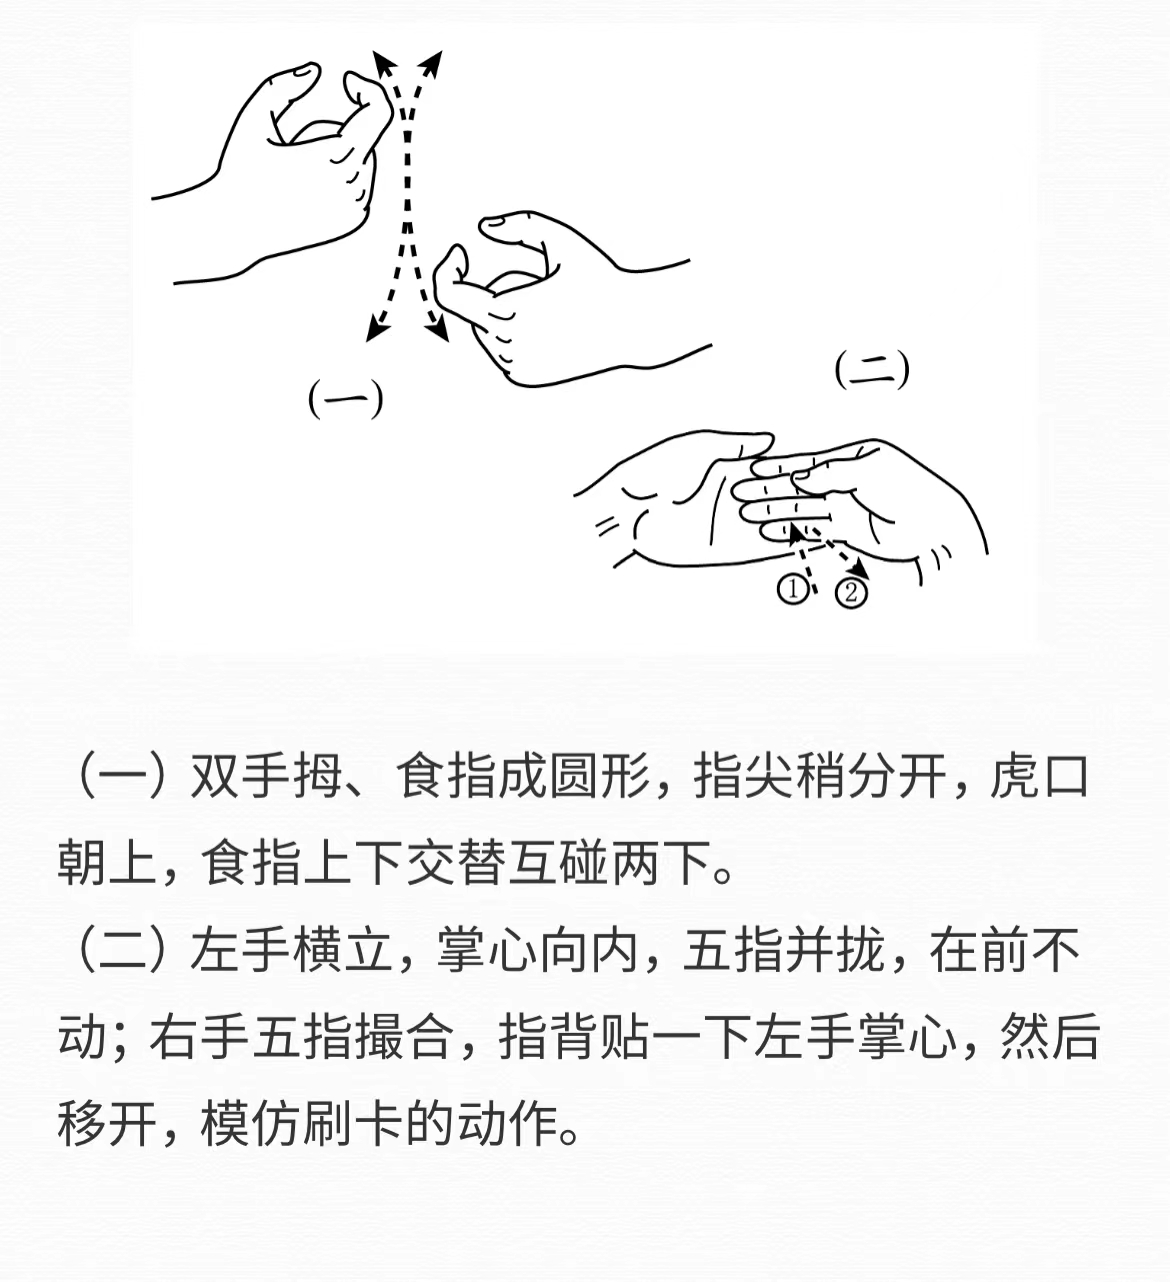 （一）
（二）
① ②
（一）双手拇、食指成圆形，指尖稍分开，虎口
朝上，食指上下交替互碰两下。
（二）左手横立，掌心向内，五指并拢，在前不
动；右手五指撮合，指背贴一下左手掌心，然后
移开，模仿刷卡的动作。